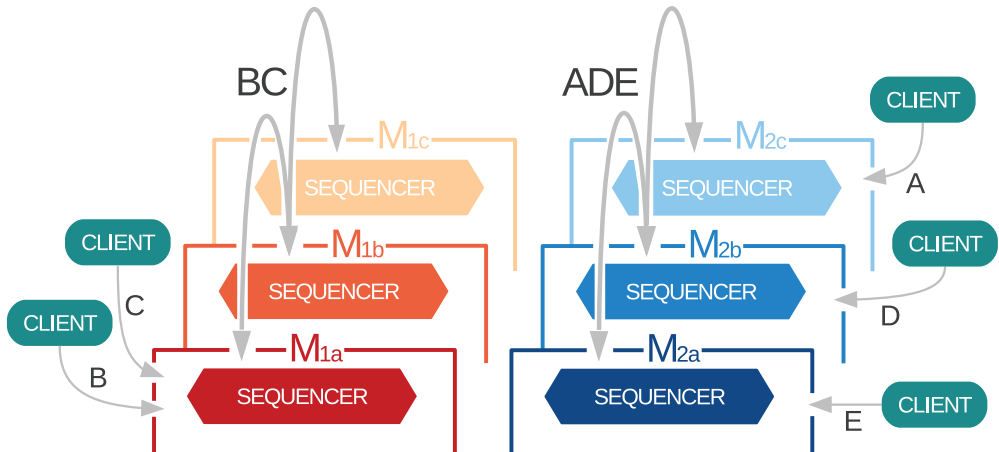 BC
ADE
CLIENT
M1c
M2c
SEQUENCER
SEQUENCER
A
CLIENT
CLIENT
M1b
M2b
C
SEQUENCER
SEQUENCER
D
CLIENT
M1a
M2a
B
SEQUENCER
SEQUENCER
CLIENT
E